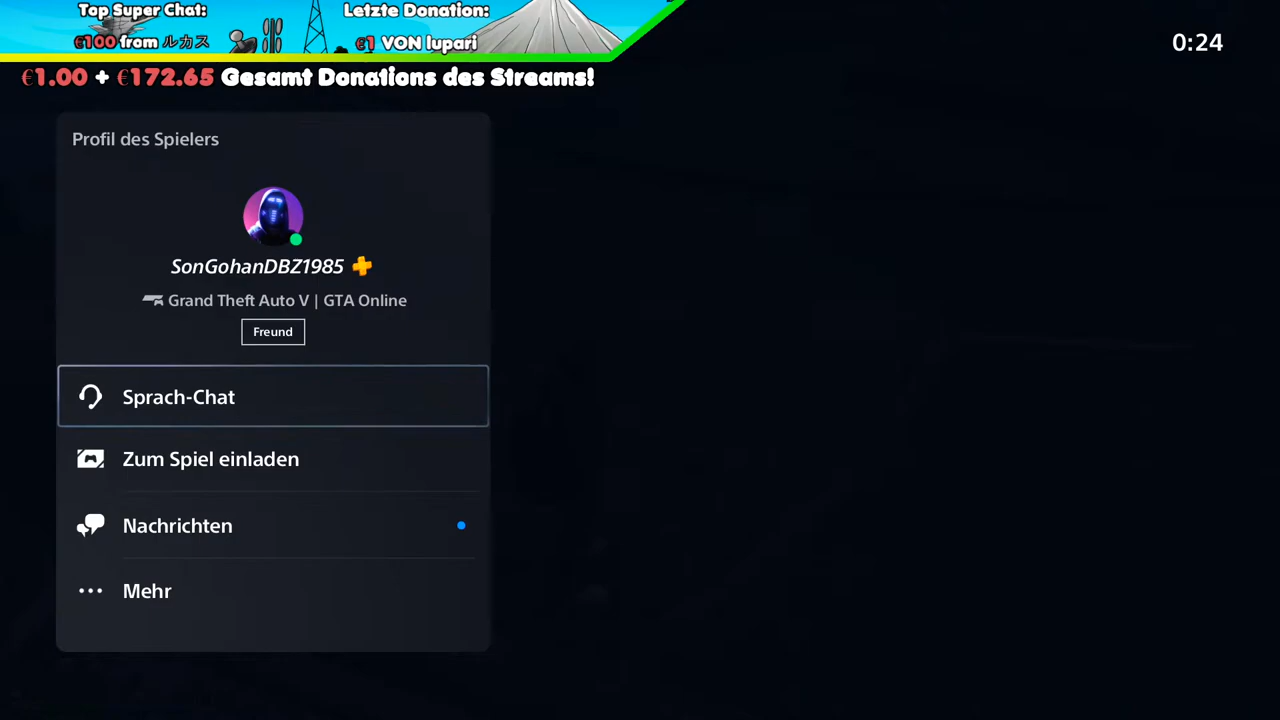 Top Super Chat:
€100 from ルカス
Letzte Donation:
€1 VON lupari
0:24
€1.00 + €172.65 Gesamt Donations des Streams!
Profil des Spielers
SonGohanDBZ1985
Grand Theft Auto V | GTA Online
Freund
Sprach-Chat
Zum Spiel einladen
Nachrichten
Mehr